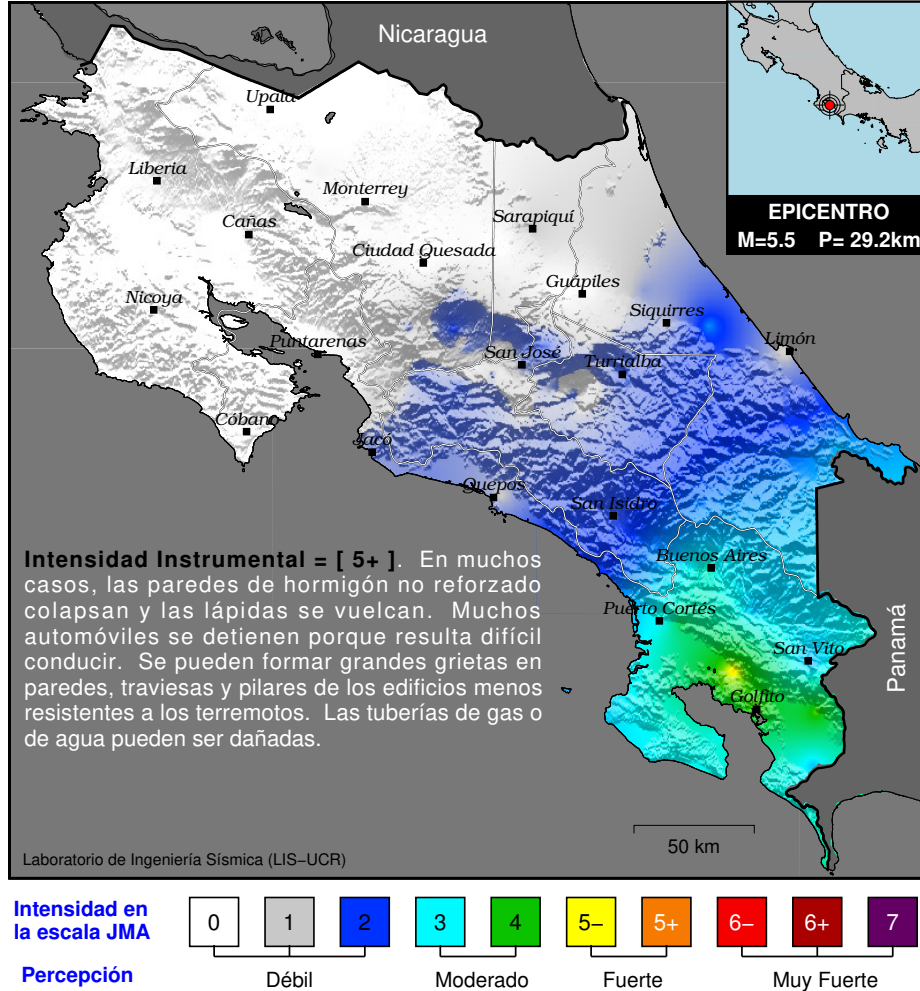 Nicaragua
EPICENTRO
M=5.5 P= 29.2km
Upala
Liberia
Monterrey
Cañas
Sarapiquí
Ciudad Quesada
Guápiles
Nicoya
Siquirres
Puntarenas
Limón
San José
Turrialba
Cóbano
Jacó
Quepos
San Isidro
Buenos Aires
Puerto Cortés
San Vito
Golfito
Panamá
Intensidad Instrumental = [ 5+ ]. En muchos
casos, las paredes de hormigón no reforzado
colapsan y las lápidas se vuelcan. Muchos
automóviles se detienen porque resulta difícil
conducir. Se pueden formar grandes grietas en
paredes, traviesas y pilares de los edificios menos
resistentes a los terremotos. Las tuberías de gas o
de agua pueden ser dañadas.
50 km
Laboratorio de Ingeniería Sísmica (LIS−UCR)
Intensidad en
la escala JMA
0 1 2 3 4 5− 5+ 6− 6+ 7
Percepción
Débil Moderado Fuerte Muy Fuerte